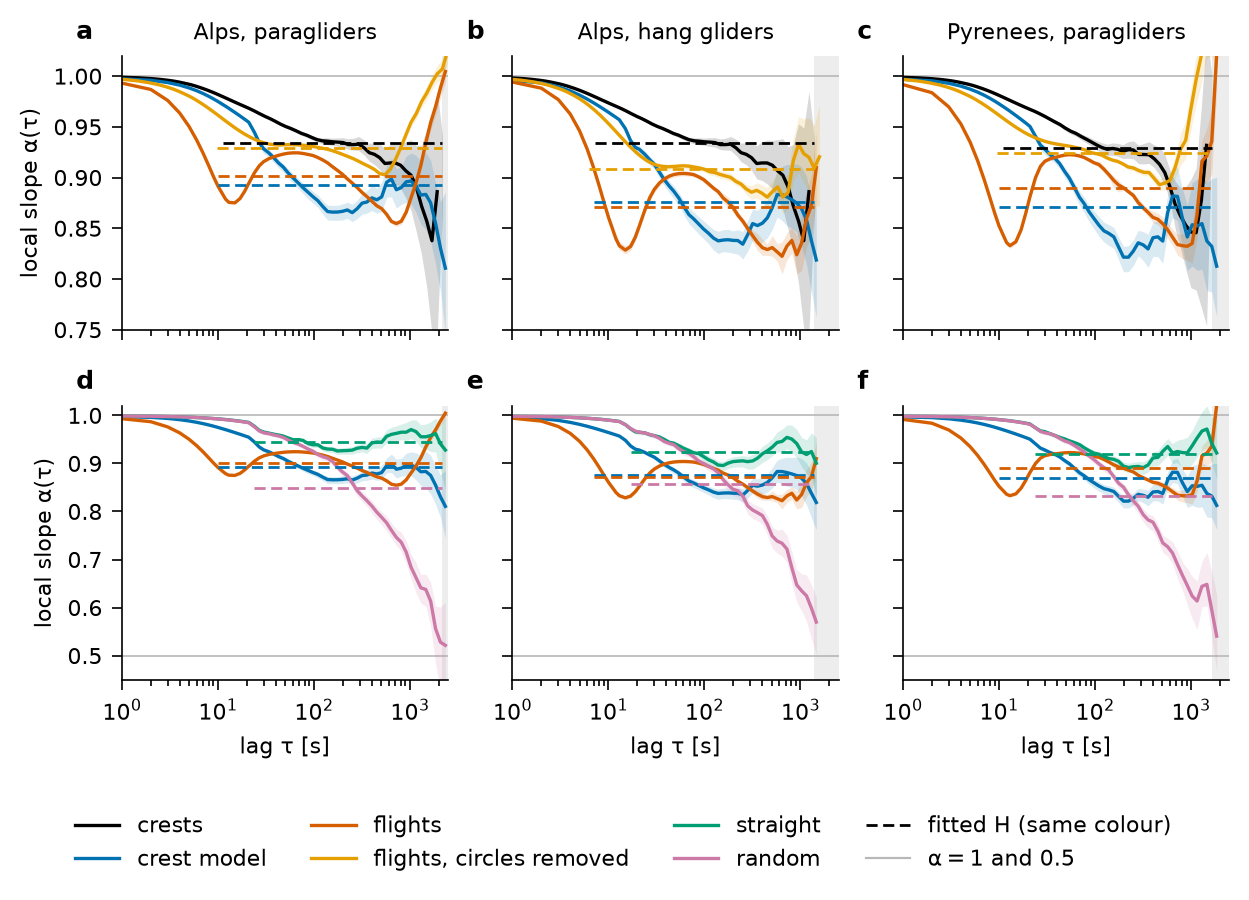 a Alps, paragliders
b Alps, hang gliders
c Pyrenees, paragliders
local slope α(τ)
1.00
0.95
0.90
0.85
0.80
0.75
d
e
f
local slope α(τ)
1.0
0.9
0.8
0.7
0.6
0.5
10⁰ 10¹ 10² 10³
10⁰ 10¹ 10² 10³
10⁰ 10¹ 10² 10³
lag τ [s]
lag τ [s]
lag τ [s]
crests
crest model
flights
flights, circles removed
straight
random
fitted H (same colour)
α = 1 and 0.5